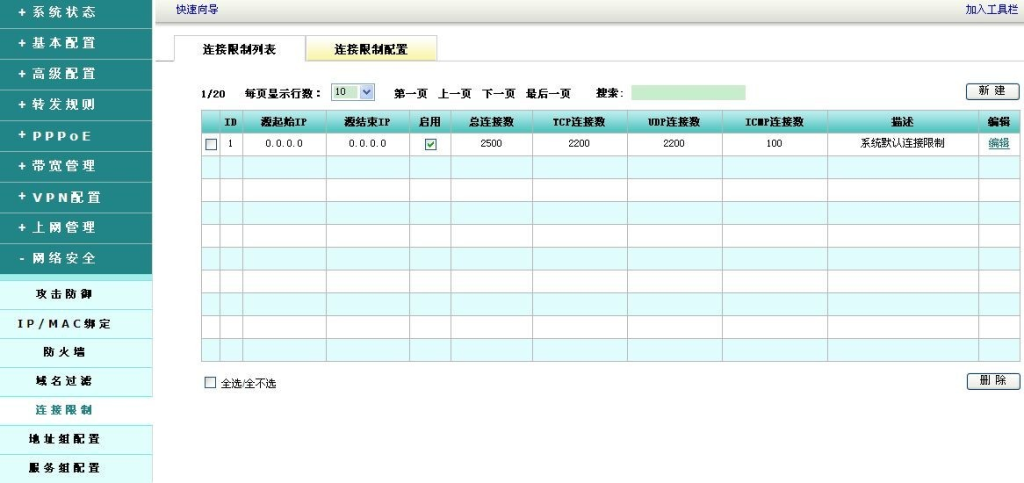 + 系统状态
+ 基本配置
+ 高级配置
+ 转发规则
+ PPPoE
+ 带宽管理
+ VPN配置
+ 上网管理
- 网络安全
攻击防御
IP/MAC绑定
防火墙
域名过滤
连接限制
地址组配置
服务组配置
快速向导 加入工具栏
连接限制列表 连接限制配置
1/20 每页显示行数： 10 第一页 上一页 下一页 最后一页 搜索: 新 建
ID 源起始IP 源结束IP 启用 总连接数 TCP连接数 UDP连接数 ICMP连接数 描述 编辑
1 0.0.0.0 0.0.0.0 2500 2200 2200 100 系统默认连接限制 编辑
全选/全不选 删 除